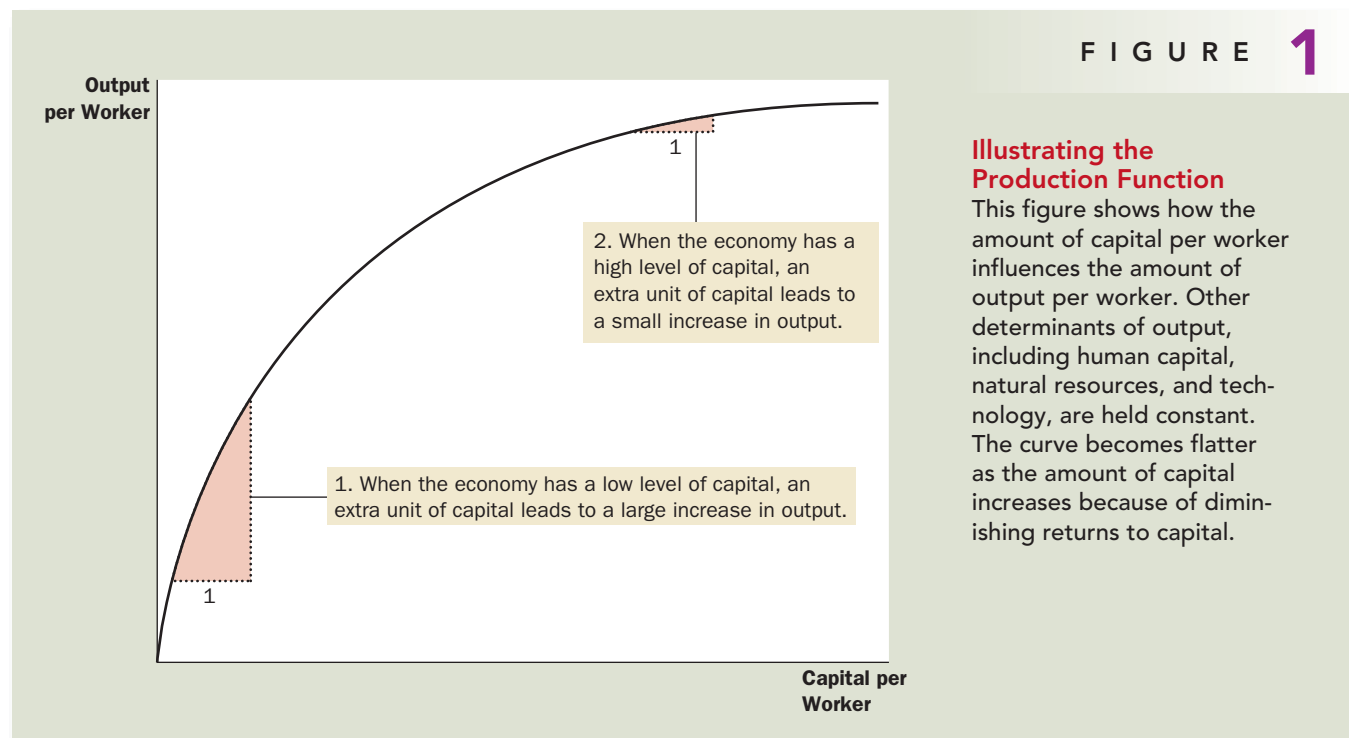 FIGURE 1
Output
per Worker
1
2. When the economy has a
high level of capital, an
extra unit of capital leads to
a small increase in output.
1. When the economy has a low level of capital, an
extra unit of capital leads to a large increase in output.
1
Capital per
Worker
Illustrating the
Production Function
This figure shows how the
amount of capital per worker
influences the amount of
output per worker. Other
determinants of output,
including human capital,
natural resources, and tech-
nology, are held constant.
The curve becomes flatter
as the amount of capital
increases because of dimin-
ishing returns to capital.